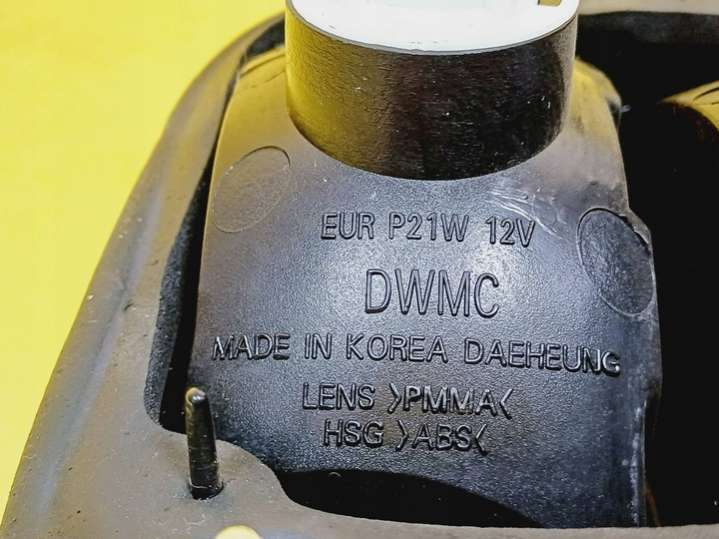 EUR P21W 12V
DWMC
MADE IN KOREA DAEHEUNG
LENS >PMMA<
HSG >ABS<